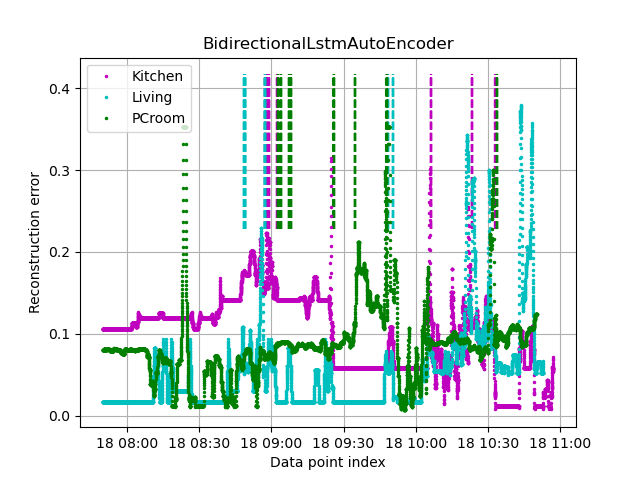 BidirectionalLstmAutoEncoder
Kitchen
Living
PCroom
Reconstruction error
0.4
0.3
0.2
0.1
0.0
18 08:00 18 08:30 18 09:00 18 09:30 18 10:00 18 10:30 18 11:00
Data point index